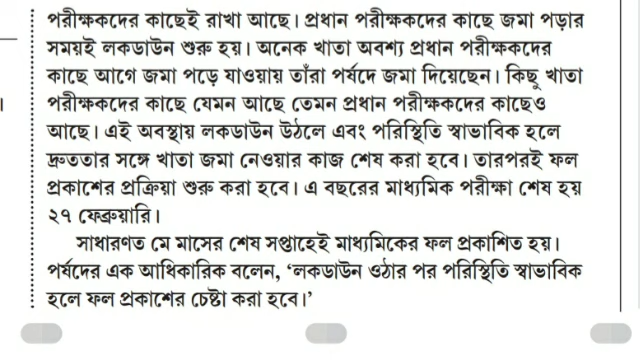 পরীক্ষকদের কাছেই রাখা আছে। প্রধান পরীক্ষকদের কাছে জমা পড়ার
সময়ই লকডাউন শুরু হয়। অনেক খাতা অবশ্য প্রধান পরীক্ষকদের
কাছে আগে জমা পড়ে যাওয়ায় তাঁরা পর্ষদে জমা দিয়েছেন। কিছু খাতা
পরীক্ষকদের কাছে যেমন আছে তেমন প্রধান পরীক্ষকদের কাছেও
আছে। এই অবস্থায় লকডাউন উঠলে এবং পরিস্থিতি স্বাভাবিক হলে
দ্রুততার সঙ্গে খাতা জমা নেওয়ার কাজ শেষ করা হবে। তারপরই ফল
প্রকাশের প্রক্রিয়া শুরু করা হবে। এ বছরের মাধ্যমিক পরীক্ষা শেষ হয়
২৭ ফেব্রুয়ারি।
সাধারণত মে মাসের শেষ সপ্তাহেই মাধ্যমিকের ফল প্রকাশিত হয়।
পর্ষদের এক আধিকারিক বলেন, ‘লকডাউন ওঠার পর পরিস্থিতি স্বাভাবিক
হলে ফল প্রকাশের চেষ্টা করা হবে।’